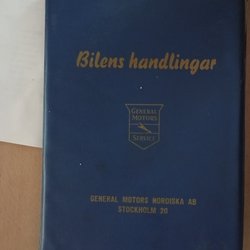 Bilens handlingar
GENERAL
MOTORS
SERVICE
GENERAL MOTORS NORDISKA AB
STOCKHOLM 20